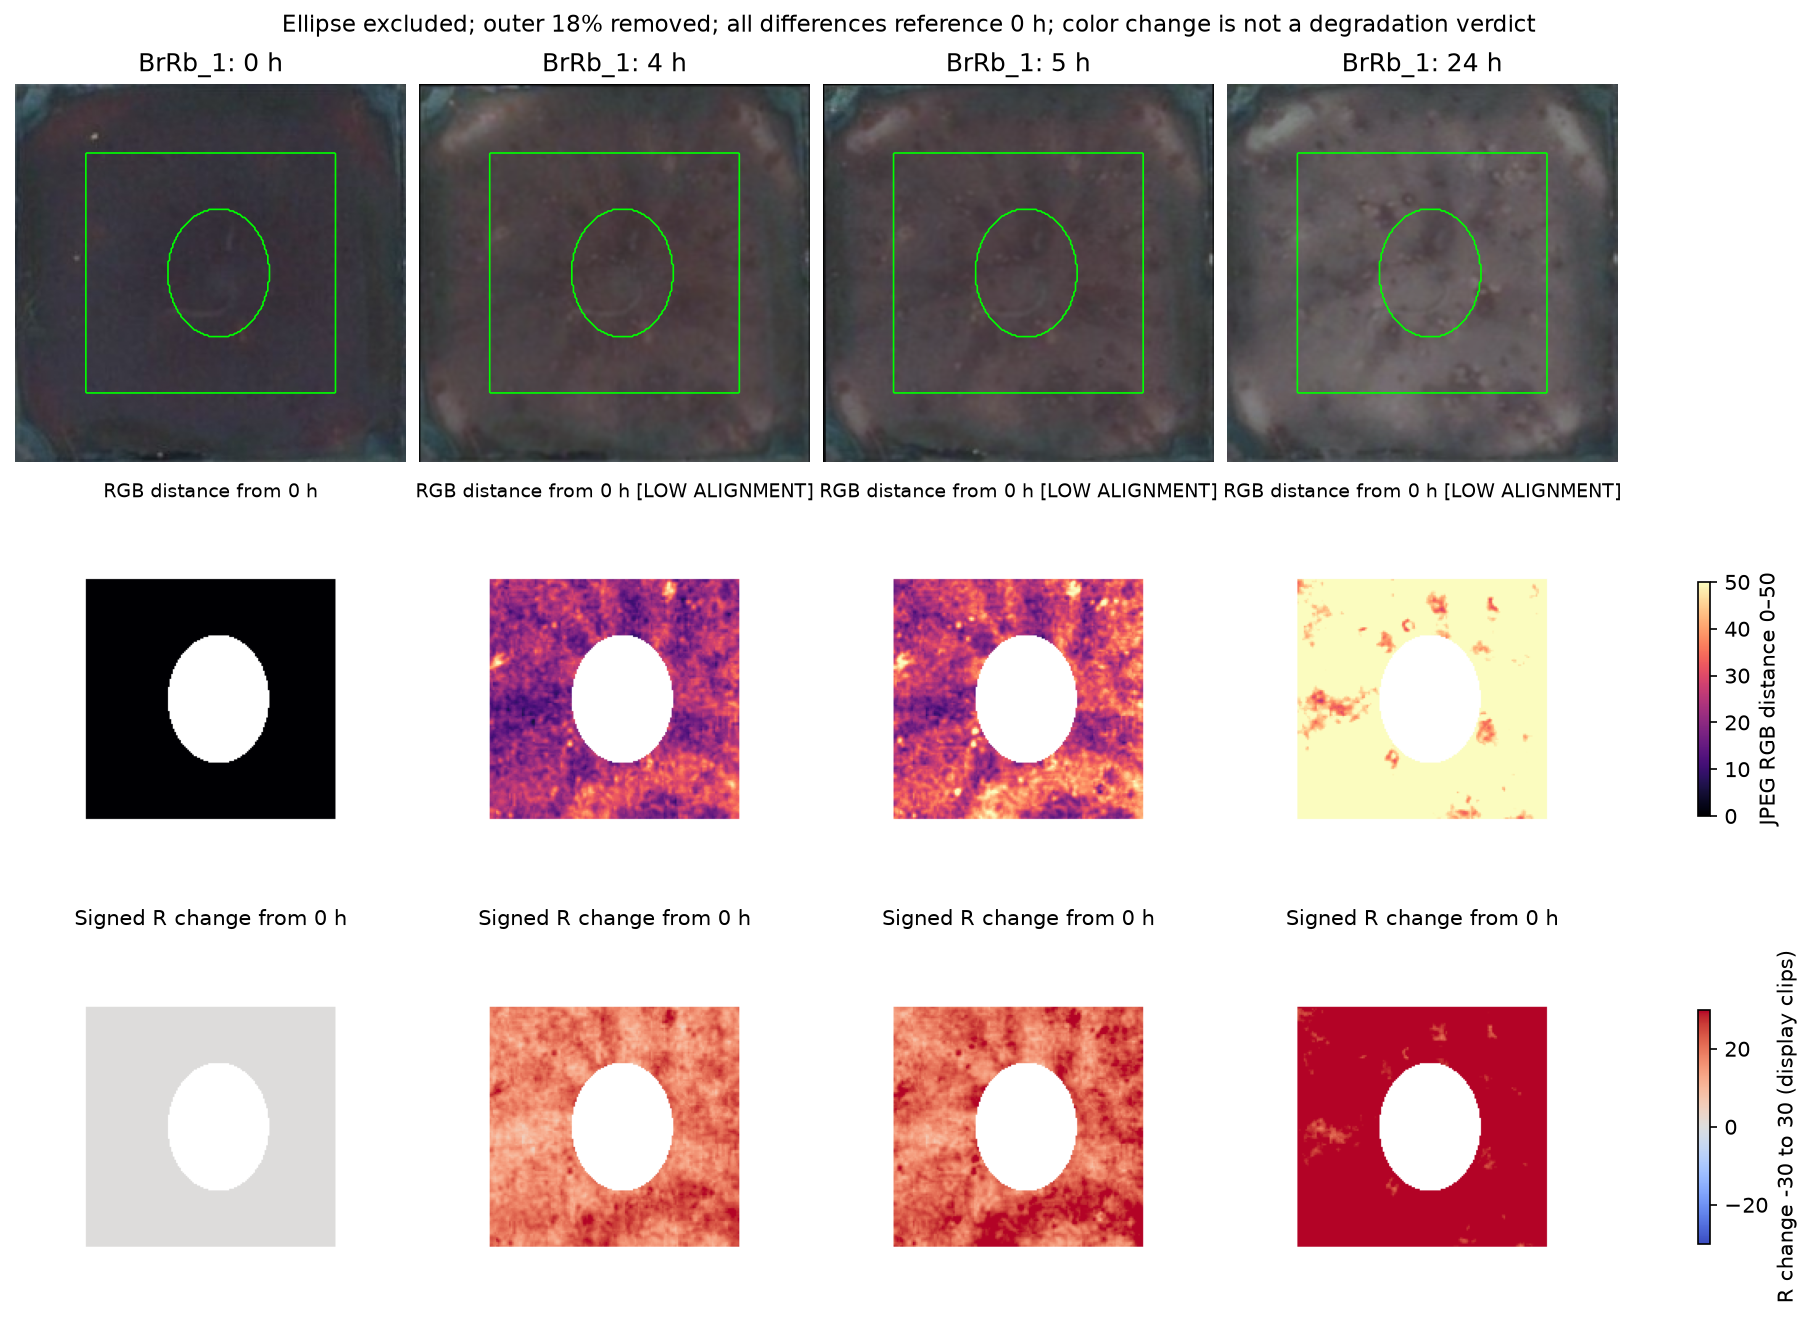 Ellipse excluded; outer 18% removed; all differences reference 0 h; color change is not a degradation verdict
BrRb_1: 0 h
BrRb_1: 4 h
BrRb_1: 5 h
BrRb_1: 24 h
RGB distance from 0 h
RGB distance from 0 h [LOW ALIGNMENT]
RGB distance from 0 h [LOW ALIGNMENT]
RGB distance from 0 h [LOW ALIGNMENT]
50
40
30
20
10
0
JPEG RGB distance 0–50
Signed R change from 0 h
Signed R change from 0 h
Signed R change from 0 h
Signed R change from 0 h
20
0
−20
R change -30 to 30 (display clips)